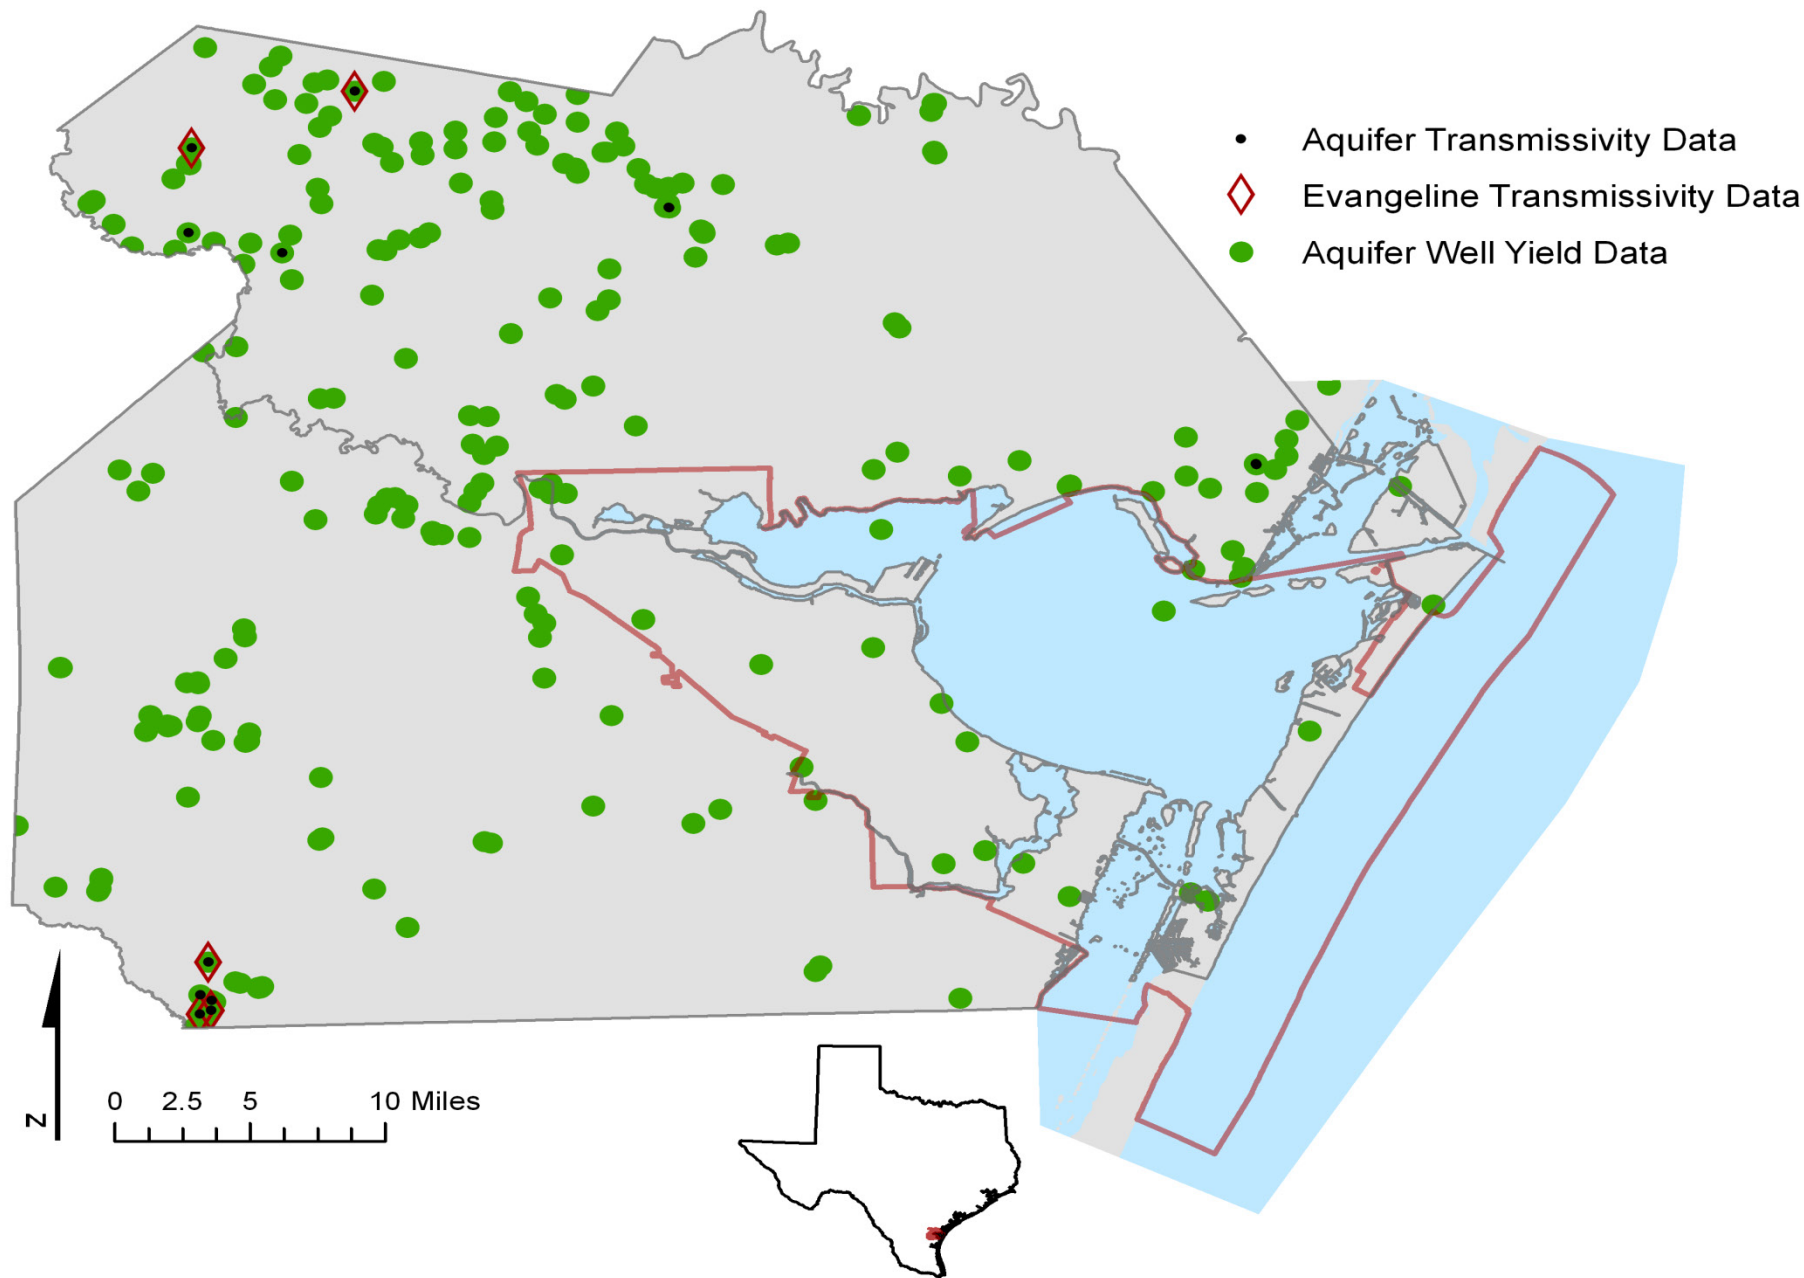 Aquifer Transmissivity Data
Evangeline Transmissivity Data
Aquifer Well Yield Data
0 2.5 5 10 Miles
N